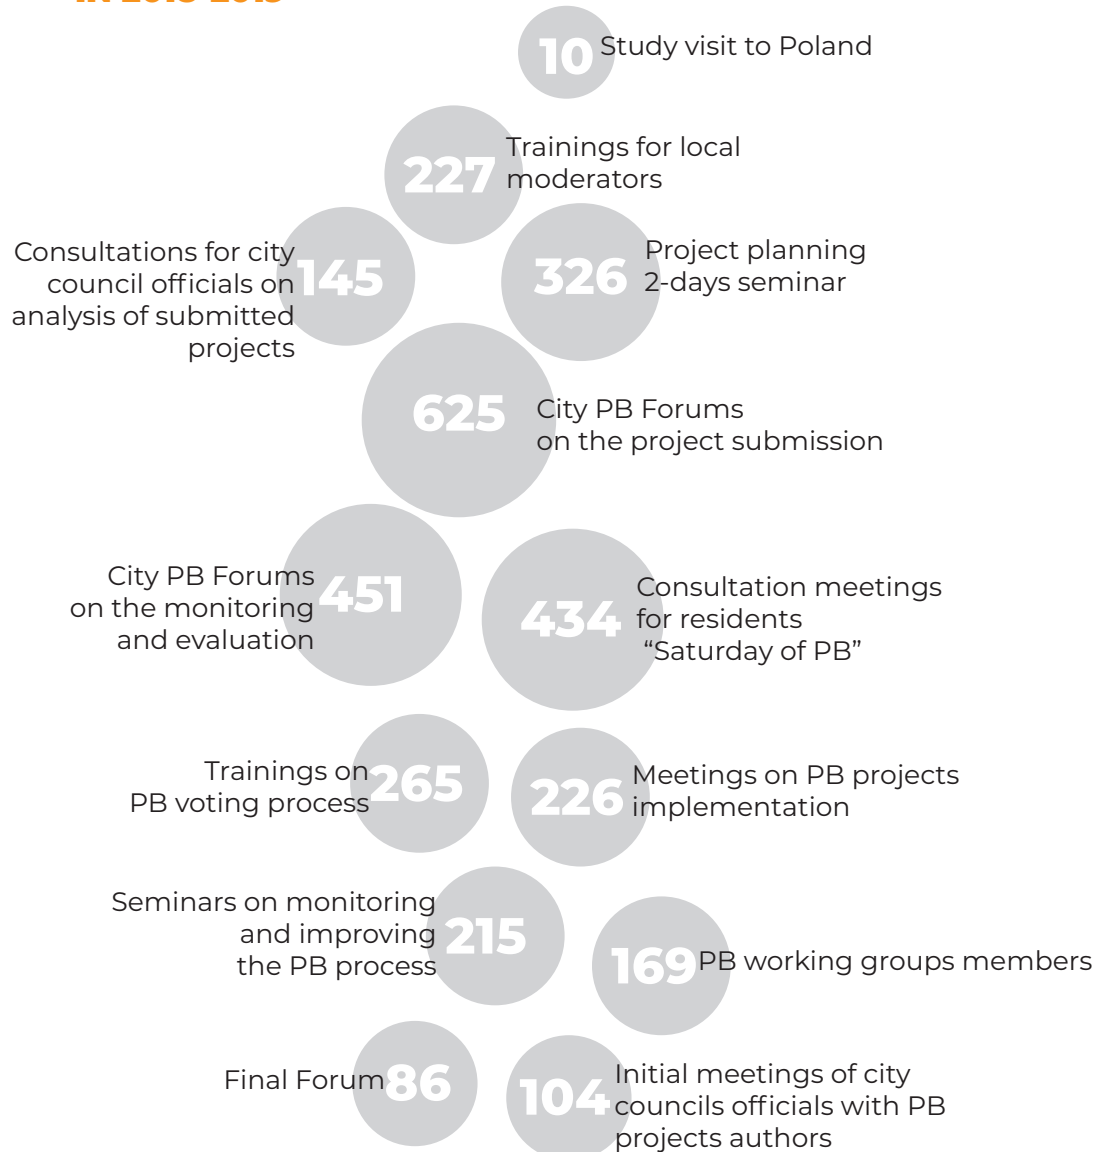 IN 2018-2019
10
Study visit to Poland
227
Trainings for local
moderators
Consultations for city
council officials on
analysis of submitted
projects
145
326
Project planning
2-days seminar
625
City PB Forums
on the project submission
City PB Forums
on the monitoring
and evaluation
451
434
Consultation meetings
for residents
“Saturday of PB”
Trainings on
PB voting process
265
226
Meetings on PB projects
implementation
Seminars on monitoring
and improving
the PB process
215
169
PB working groups members
Final Forum
86
104
Initial meetings of city
councils officials with PB
projects authors